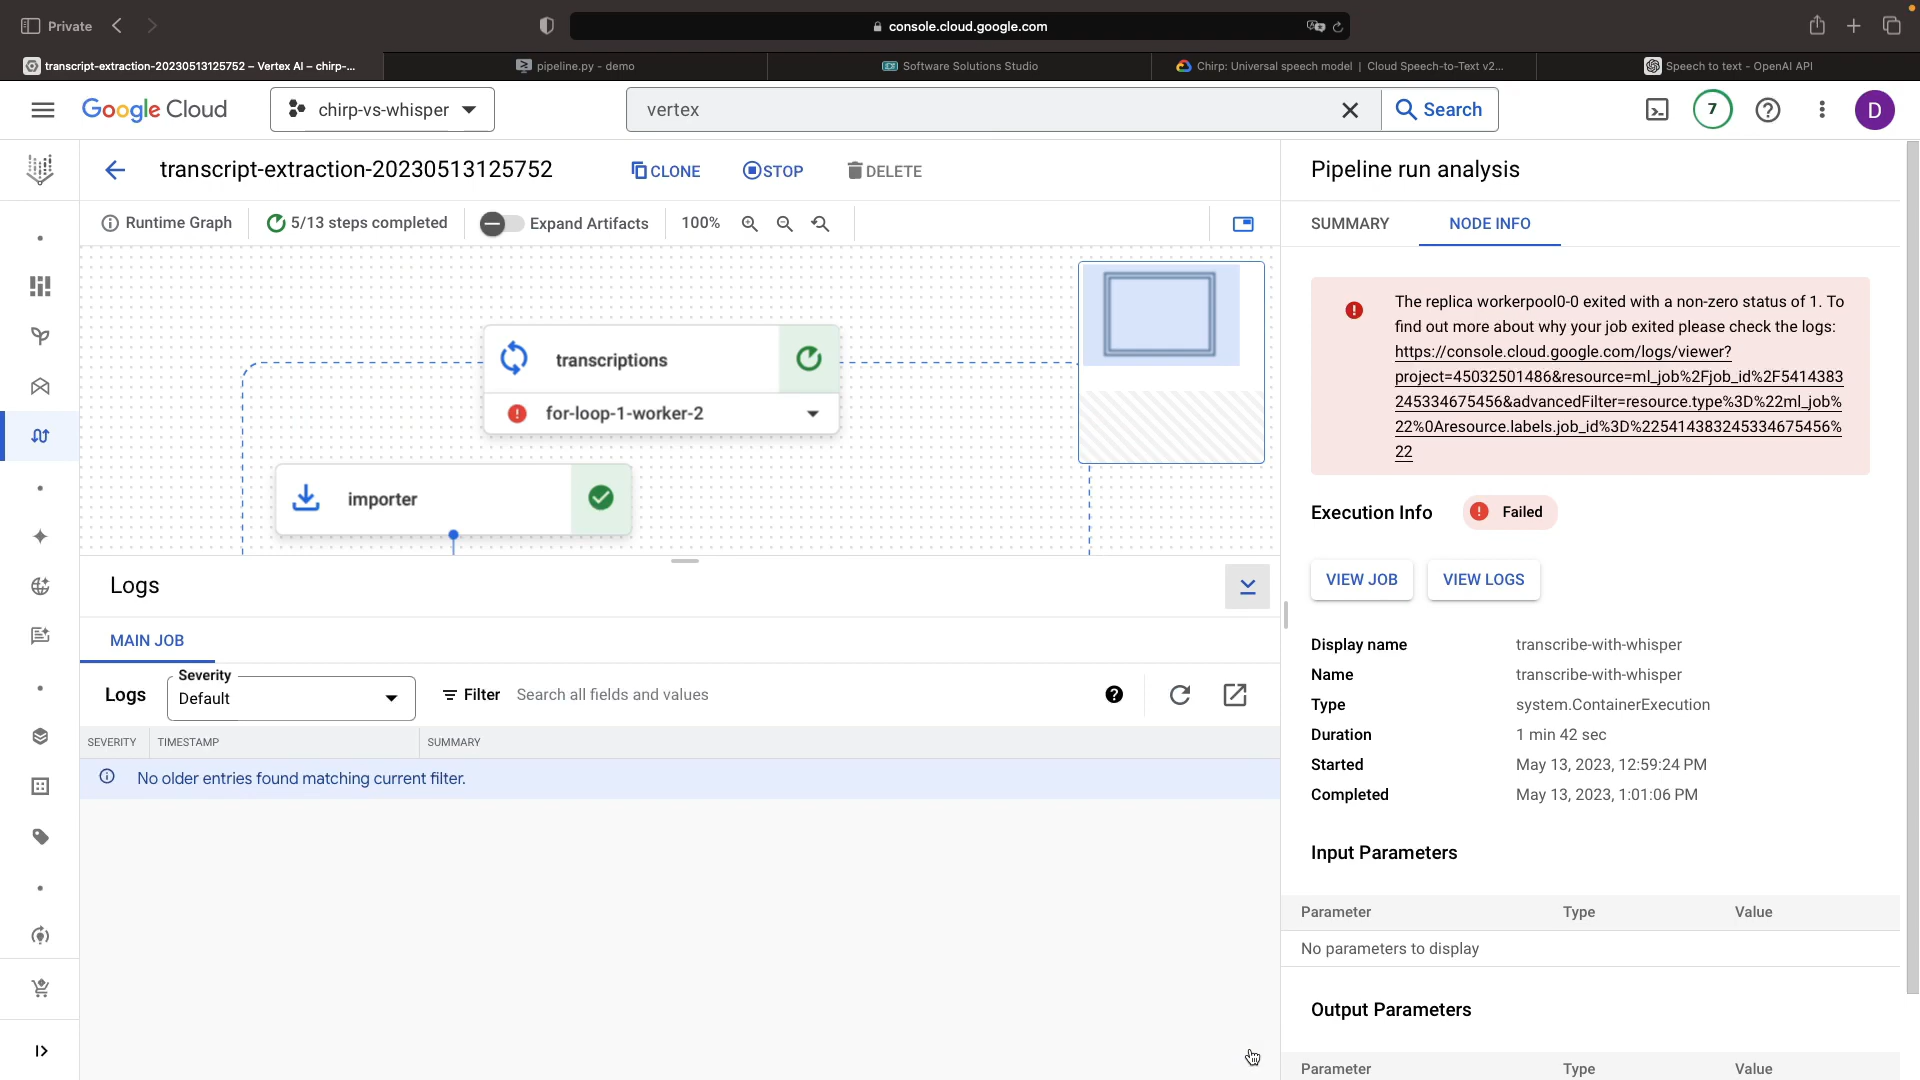 Private
console.cloud.google.com
transcript-extraction-20230513125752 – Vertex AI – chirp-...
pipeline.py - demo
Software Solutions Studio
Chirp: Universal speech model | Cloud Speech-to-Text v2...
Speech to text - OpenAI API
Google Cloud
chirp-vs-whisper
vertex
Search
7
D
transcript-extraction-20230513125752
CLONE
STOP
DELETE
Runtime Graph
5/13 steps completed
Expand Artifacts
100%
transcriptions
for-loop-1-worker-2
importer
Logs
MAIN JOB
Logs
Severity
Default
Filter
Search all fields and values
SEVERITY
TIMESTAMP
SUMMARY
No older entries found matching current filter.
Pipeline run analysis
SUMMARY
NODE INFO
The replica workerpool0-0 exited with a non-zero status of 1. To
find out more about why your job exited please check the logs:
https://console.cloud.google.com/logs/viewer?
project=45032501486&resource=ml_job%2Fjob_id%2F5414383
245334675456&advancedFilter=resource.type%3D%22ml_job%
22%0Aresource.labels.job_id%3D%225414383245334675456%
22
Execution Info
Failed
VIEW JOB
VIEW LOGS
Display name transcribe-with-whisper
Name transcribe-with-whisper
Type system.ContainerExecution
Duration 1 min 42 sec
Started May 13, 2023, 12:59:24 PM
Completed May 13, 2023, 1:01:06 PM
Input Parameters
Parameter Type Value
No parameters to display
Output Parameters
Parameter Type Value